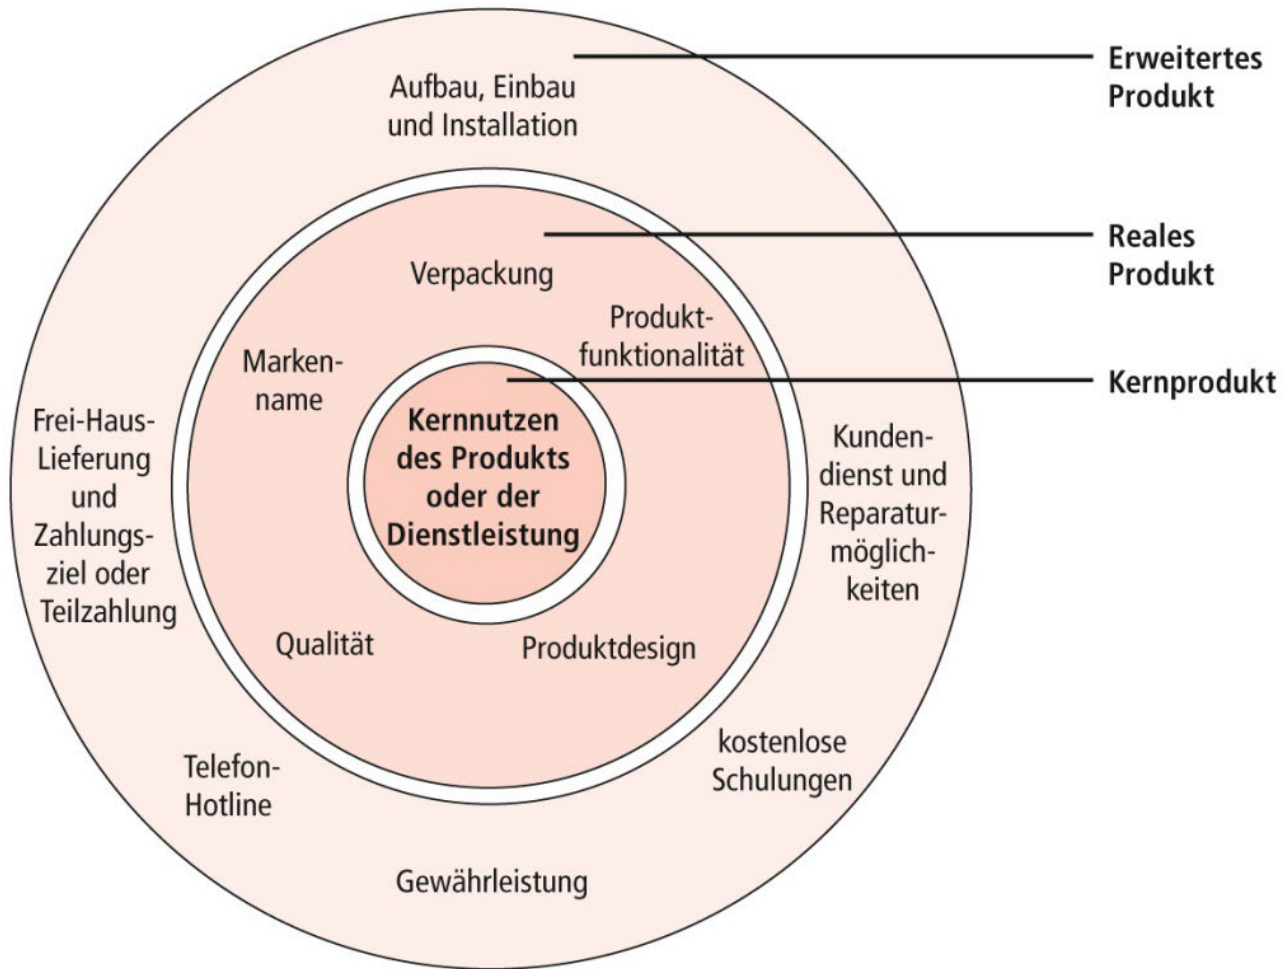 Erweitertes
Produkt
Aufbau, Einbau
und Installation
Reales
Produkt
Verpackung
Produkt-
funktionalität
Marken-
name
Kernprodukt
Kernnutzen
des Produkts
oder der
Dienstleistung
Frei-Haus-
Lieferung
und
Zahlungs-
ziel oder
Teilzahlung
Kunden-
dienst und
Reparatur-
möglich-
keiten
Qualität
Produktdesign
Telefon-
Hotline
kostenlose
Schulungen
Gewährleistung